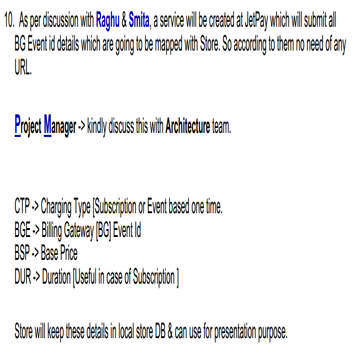 10. As per discussion with Raghu & Smita, a service will be created at JetPay which will submit all
BG Event id details which are going to be mapped with Store. So according to them no need of any
URL.
Project Manager -> kindly discuss this with Architecture team.
CTP -> Charging Type [Subscription or Event based one time.
BGE -> Billing Gateway [BG] Event Id
BSP -> Base Price
DUR -> Duration [Useful in case of Subscription ]
Store will keep these details in local store DB & can use for presentation purpose.